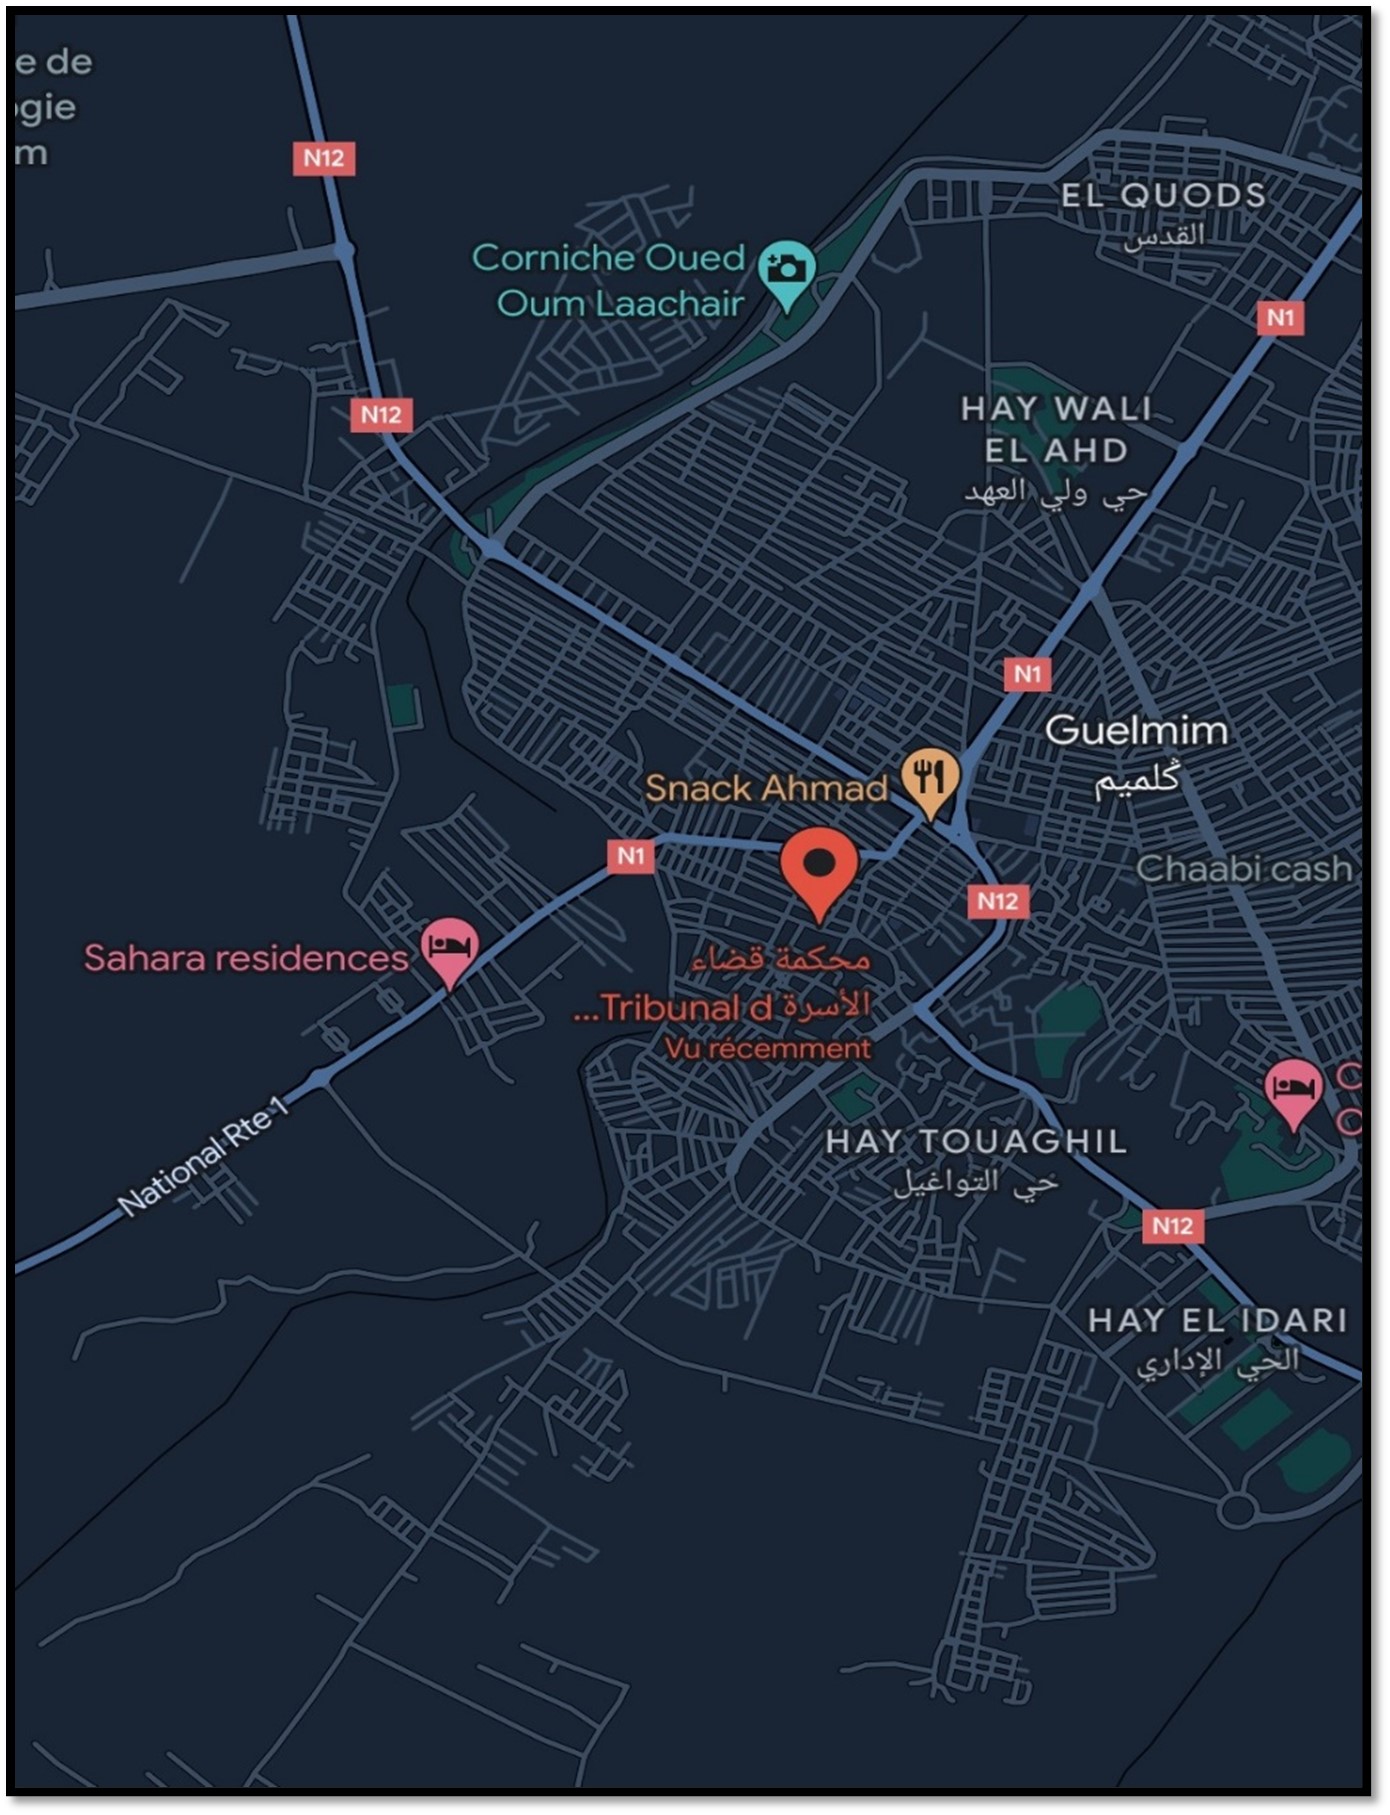 e de
ogie
m
N12
EL QUODS
القدس
Corniche Oued
Oum Laachair
N1
N12
HAY WALI
EL AHD
حي ولي العهد
N1
Guelmim
ڭلميم
Snack Ahmad
N1
Chaabi cash
N12
Sahara residences
محكمة قضاء
الأسرة Tribunal d...
Vu récemment
National Rte 1
HAY TOUAGHIL
حي التواغيل
N12
HAY EL IDARI
الحي الإداري